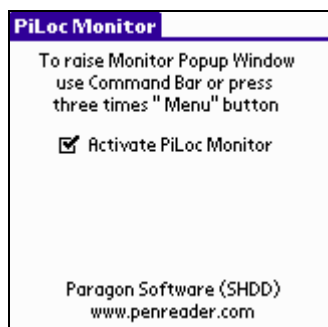 PiLoc Monitor
To raise Monitor Popup Window
use Command Bar or press
three times " Menu" button
Activate PiLoc Monitor
Paragon Software (SHDD)
www.penreader.com